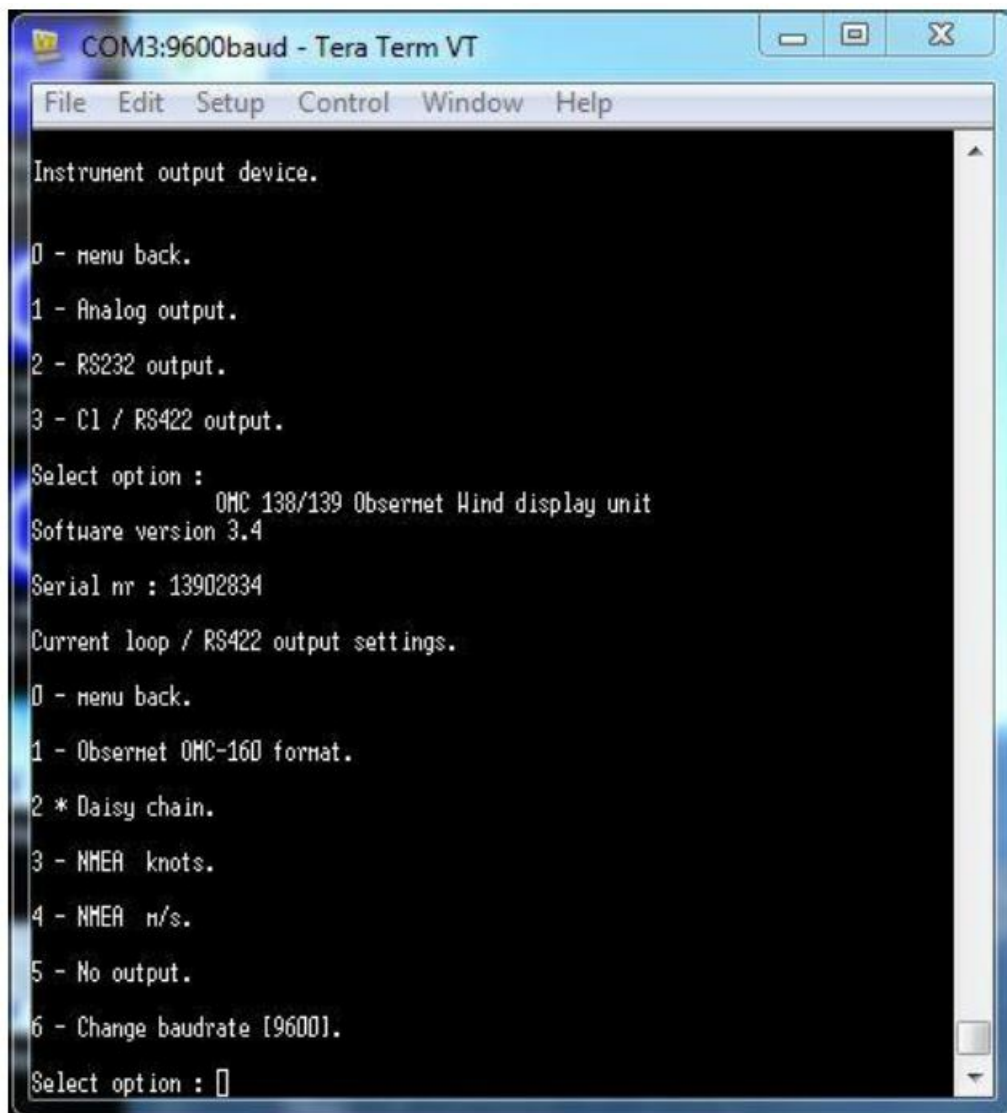 COM3:9600baud - Tera Term VT
File Edit Setup Control Window Help
Instrument output device.
0 - menu back.
1 - Analog output.
2 - RS232 output.
3 - Cl / RS422 output.
Select option :
OMC 138/139 Obsermet Wind display unit
Software version 3.4
Serial nr : 13902834
Current loop / RS422 output settings.
0 - menu back.
1 - Obsermet OMC-160 format.
2 * Daisy chain.
3 - NMEA knots.
4 - NMEA m/s.
5 - No output.
6 - Change baudrate [9600].
Select option :